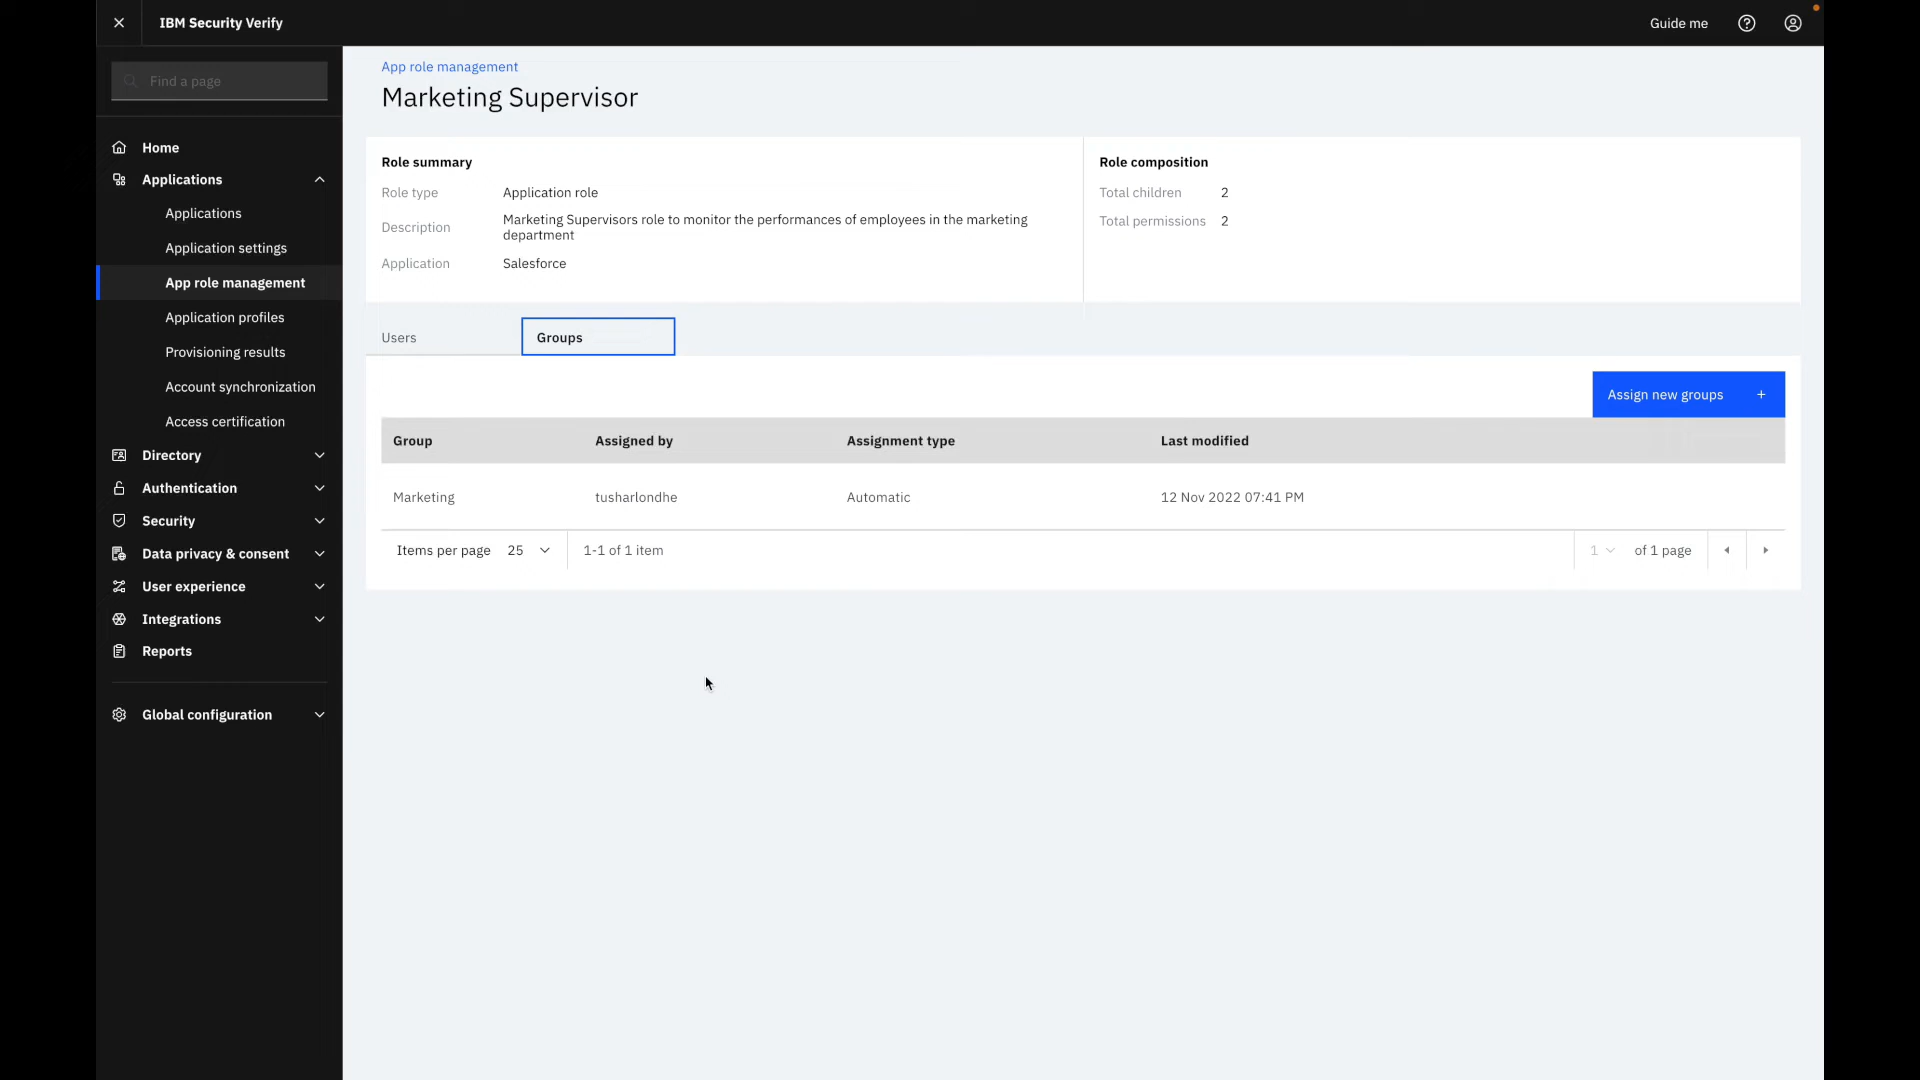 IBM Security Verify
Guide me
Find a page
Home
Applications
Applications
Application settings
App role management
Application profiles
Provisioning results
Account synchronization
Access certification
Directory
Authentication
Security
Data privacy & consent
User experience
Integrations
Reports
Global configuration
App role management
Marketing Supervisor
Role summary
Role type Application role
Description Marketing Supervisors role to monitor the performances of employees in the marketing
department
Application Salesforce
Role composition
Total children 2
Total permissions 2
Users Groups
Assign new groups +
Group Assigned by Assignment type Last modified
Marketing tusharlondhe Automatic 12 Nov 2022 07:41 PM
Items per page 25 1-1 of 1 item 1 of 1 page